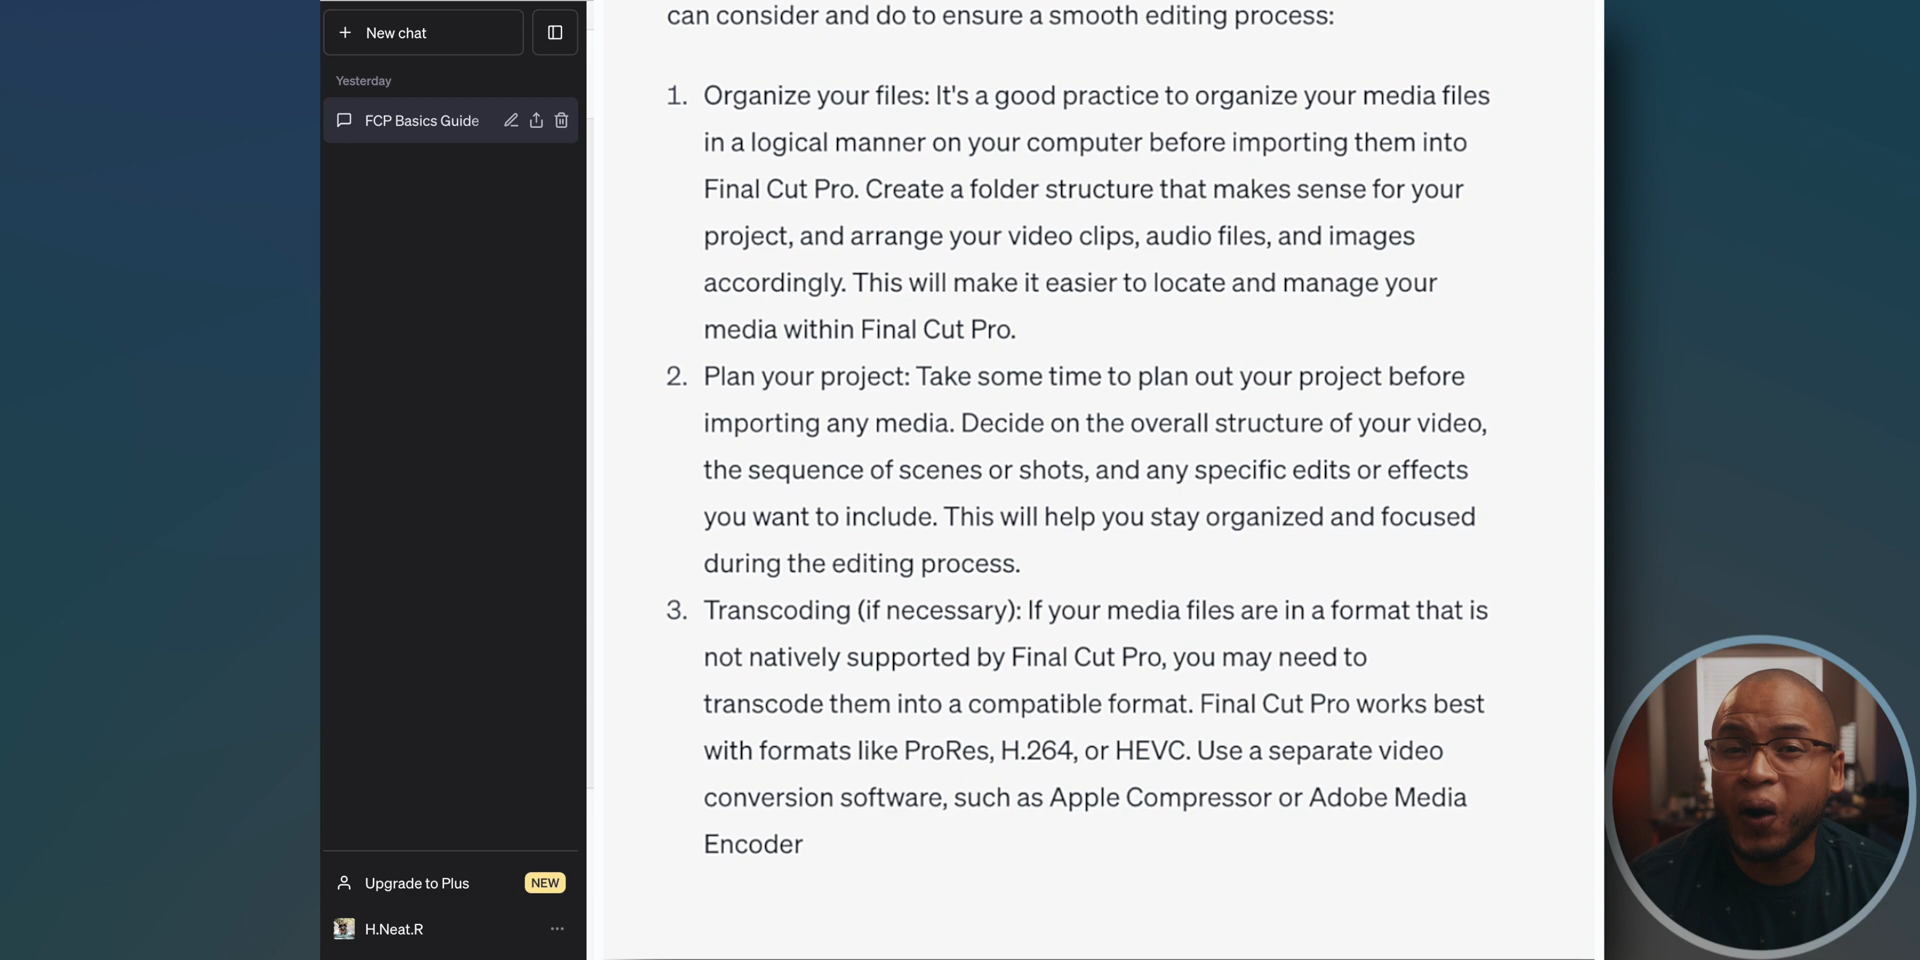 New chat
Yesterday
FCP Basics Guide
Upgrade to Plus
NEW
H.Neat.R
can consider and do to ensure a smooth editing process:
1. Organize your files: It's a good practice to organize your media files
in a logical manner on your computer before importing them into
Final Cut Pro. Create a folder structure that makes sense for your
project, and arrange your video clips, audio files, and images
accordingly. This will make it easier to locate and manage your
media within Final Cut Pro.
2. Plan your project: Take some time to plan out your project before
importing any media. Decide on the overall structure of your video,
the sequence of scenes or shots, and any specific edits or effects
you want to include. This will help you stay organized and focused
during the editing process.
3. Transcoding (if necessary): If your media files are in a format that is
not natively supported by Final Cut Pro, you may need to
transcode them into a compatible format. Final Cut Pro works best
with formats like ProRes, H.264, or HEVC. Use a separate video
conversion software, such as Apple Compressor or Adobe Media
Encoder